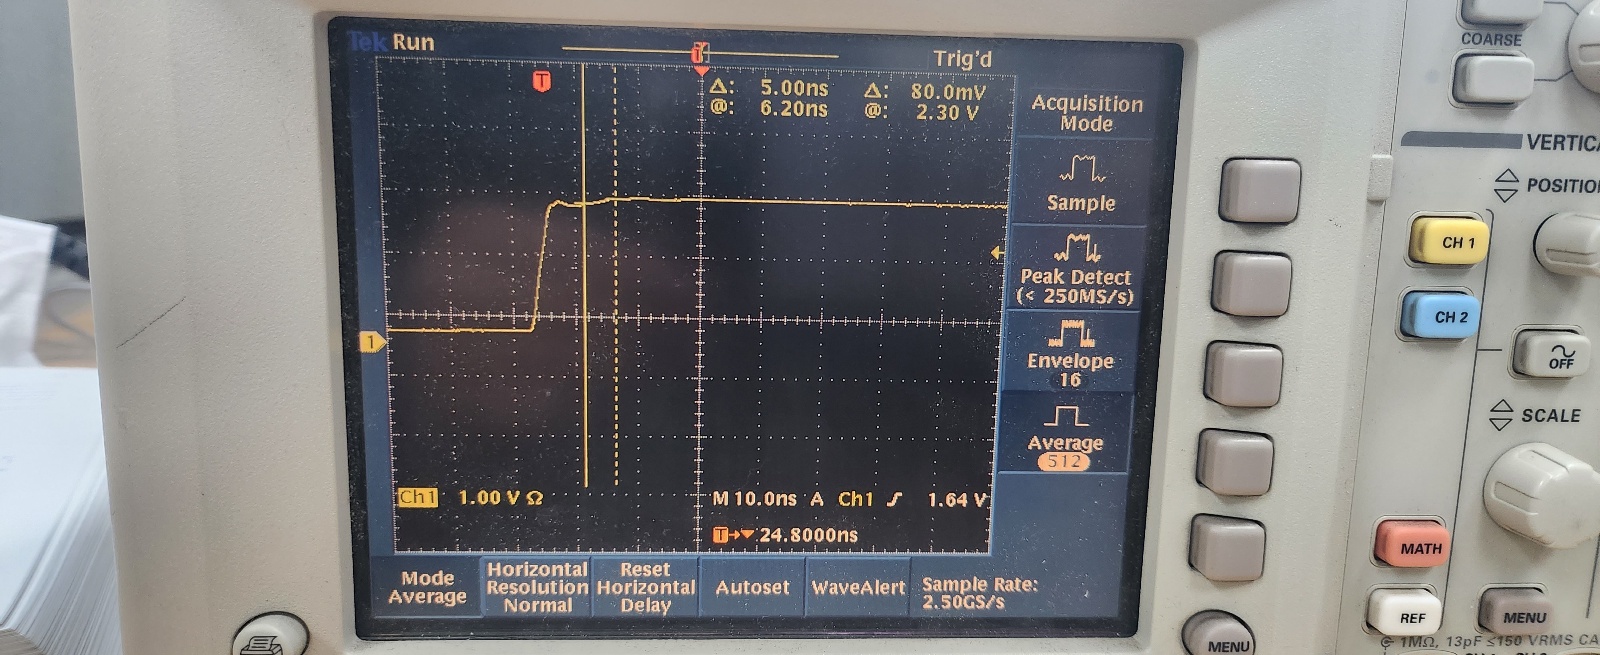 Tek Run
Trig'd
T
T
Δ: 5.00ns Δ: 80.0mV
@: 6.20ns @: 2.30 V
Acquisition
Mode
Sample
Peak Detect
(< 250MS/s)
Envelope
16
Average
512
1
Ch1 1.00 V Ω
M 10.0ns A Ch1 ∫ 1.64 V
T→▼ 24.8000ns
Mode
Average
Horizontal
Resolution
Normal
Reset
Horizontal
Delay
Autoset
WaveAlert
Sample Rate:
2.50GS/s
COARSE
VERTICA
POSITIO
CH 1
CH 2
OFF
SCALE
MATH
REF
MENU
MENU
1MΩ, 13pF ≤150 VRMS CA